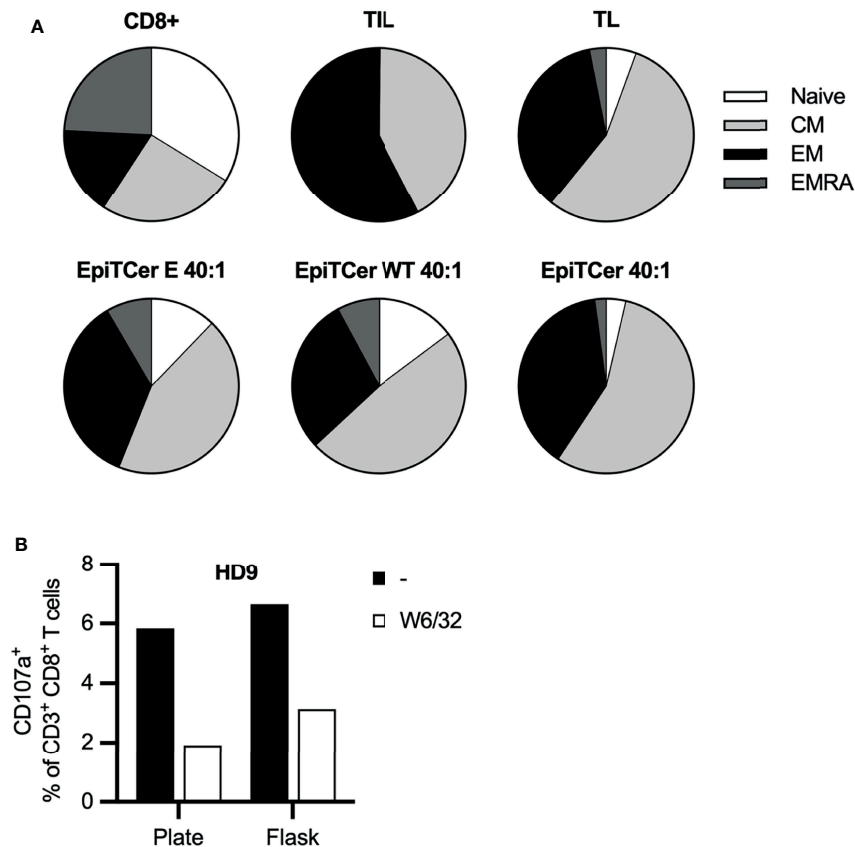 A
CD8+
TIL
TL
Naive
CM
EM
EMRA
EpiTCer E 40:1
EpiTCer WT 40:1
EpiTCer 40:1
B
HD9
CD107a⁺
% of CD3⁺ CD8⁺ T cells
8
6
4
2
0
-
W6/32
Plate
Flask